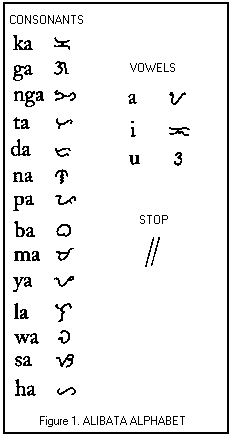 CONSONANTS
ka ᜃ
ga ᜄ
nga ᜅ
ta ᜆ
da ᜇ
na ᜈ
pa ᜉ
ba ᜊ
ma ᜋ
ya ᜌ
la ᜎ
wa ᜏ
sa ᜐ
ha ᜑ
VOWELS
a ᜀ
i ᜁ
u ᜂ
STOP
//
Figure 1. ALIBATA ALPHABET